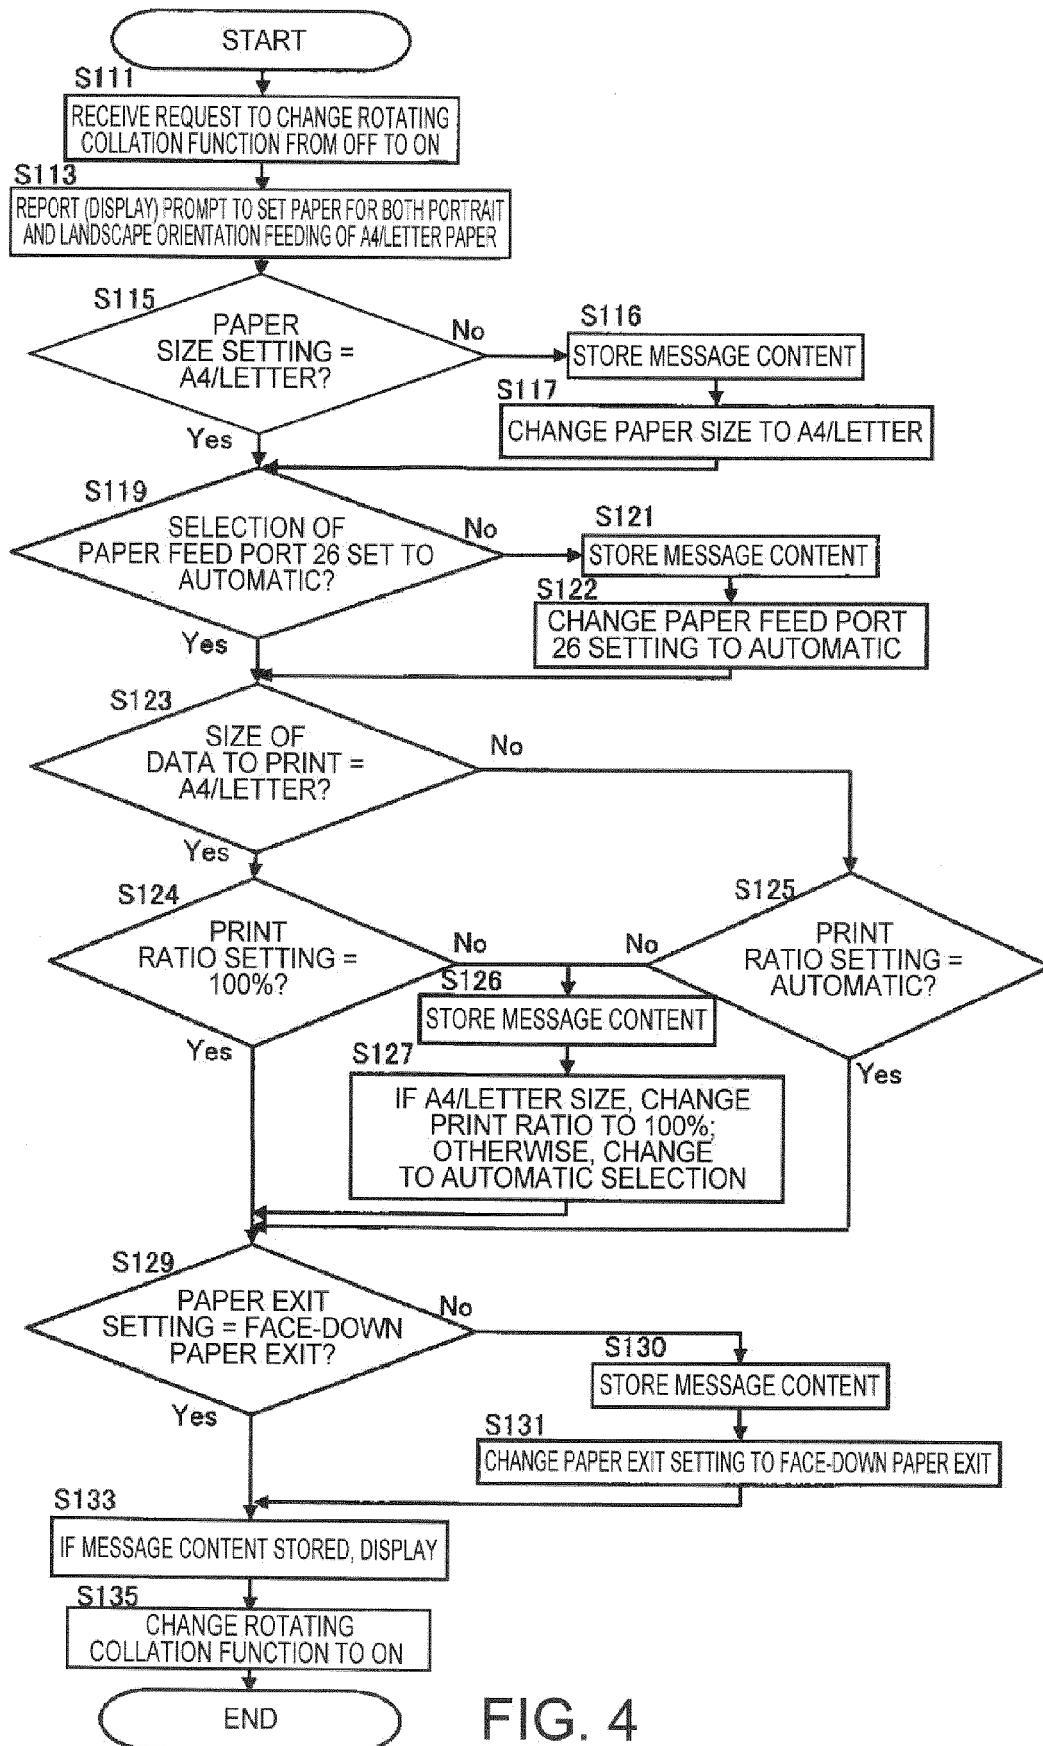 START
S111
RECEIVE REQUEST TO CHANGE ROTATING
COLLATION FUNCTION FROM OFF TO ON
S113
REPORT (DISPLAY) PROMPT TO SET PAPER FOR BOTH PORTRAIT
AND LANDSCAPE ORIENTATION FEEDING OF A4/LETTER PAPER
S115
PAPER
SIZE SETTING =
A4/LETTER?
No
Yes
S116
STORE MESSAGE CONTENT
S117
CHANGE PAPER SIZE TO A4/LETTER
S119
SELECTION OF
PAPER FEED PORT 26 SET TO
AUTOMATIC?
No
Yes
S121
STORE MESSAGE CONTENT
S122
CHANGE PAPER FEED PORT
26 SETTING TO AUTOMATIC
S123
SIZE OF
DATA TO PRINT =
A4/LETTER?
No
Yes
S124
PRINT
RATIO SETTING =
100%?
No
Yes
S125
PRINT
RATIO SETTING =
AUTOMATIC?
No
Yes
S126
STORE MESSAGE CONTENT
S127
IF A4/LETTER SIZE, CHANGE
PRINT RATIO TO 100%;
OTHERWISE, CHANGE
TO AUTOMATIC SELECTION
S129
PAPER EXIT
SETTING = FACE-DOWN
PAPER EXIT?
No
Yes
S130
STORE MESSAGE CONTENT
S131
CHANGE PAPER EXIT SETTING TO FACE-DOWN PAPER EXIT
S133
IF MESSAGE CONTENT STORED, DISPLAY
S135
CHANGE ROTATING
COLLATION FUNCTION TO ON
END
FIG. 4